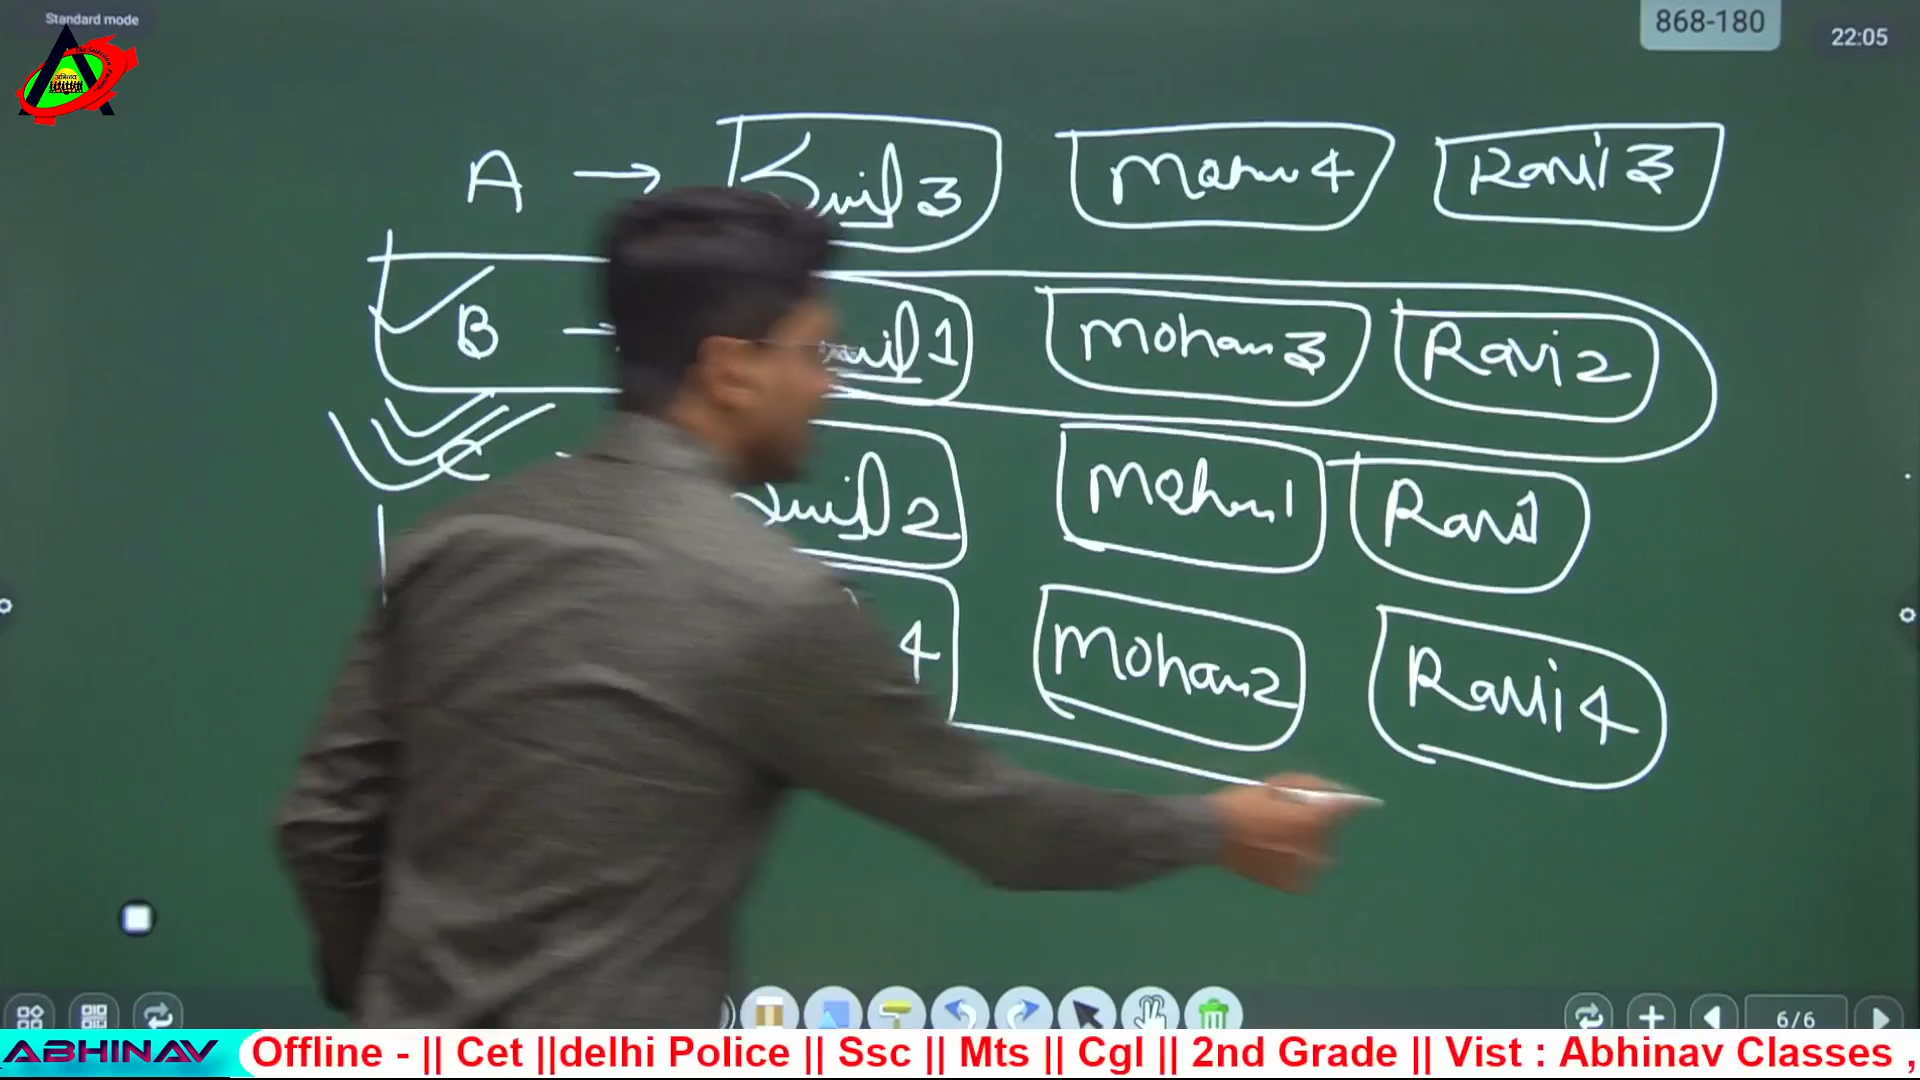 Standard mode
868-180
22:05
A → Sunil 3 Mohan 4 Ravi 3
B → Sunil 1 Mohan 3 Ravi 2
C Sunil 2 Mohan 1 Ravi 1
4 Mohan 2 Ravi 4
6/6
ABHINAV Offline - || Cet ||delhi Police || Ssc || Mts || Cgl || 2nd Grade || Vist : Abhinav Classes ,